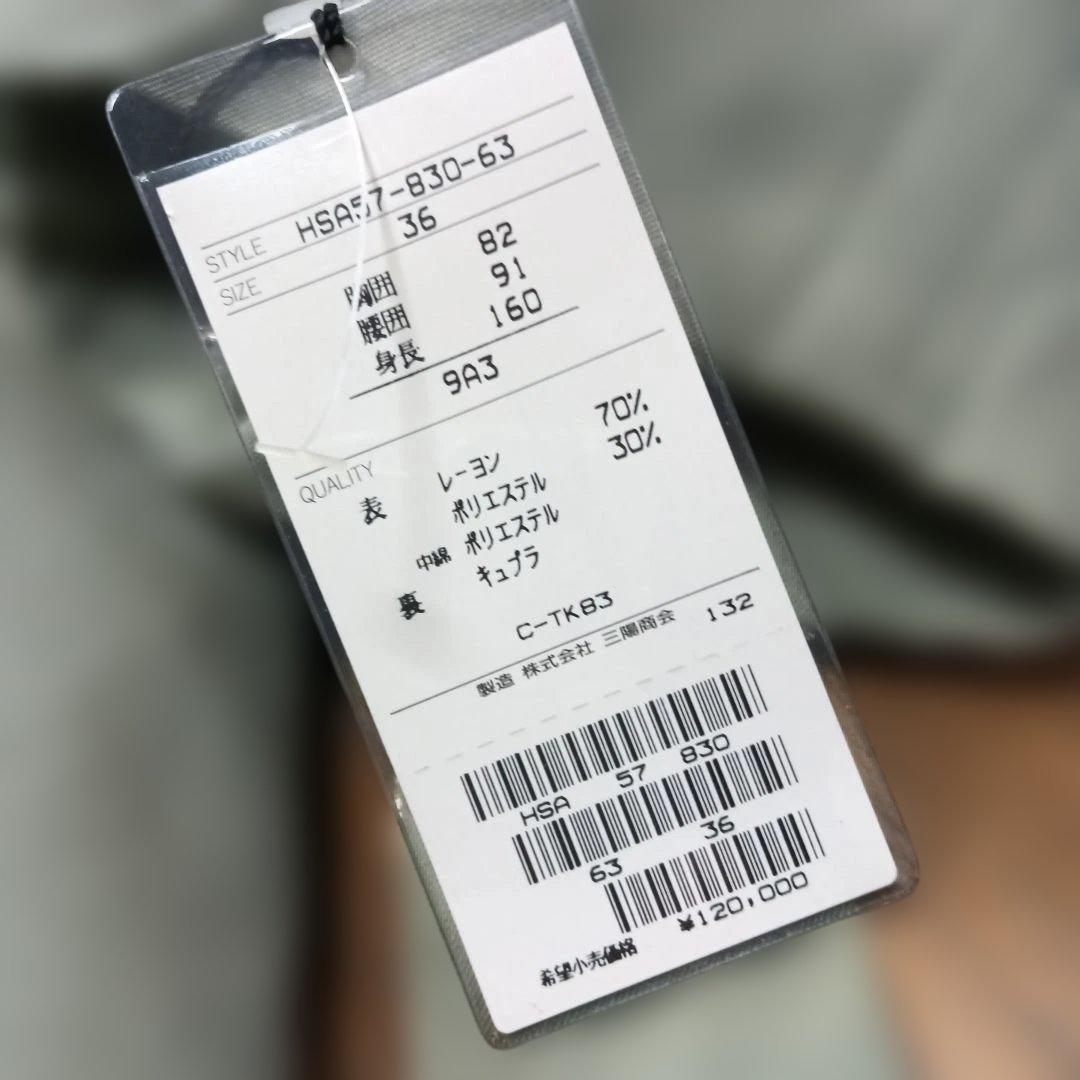 STYLE HSA57-830-63
SIZE 36
胸囲 82
腰囲 91
身長 160
9A3
QUALITY
表 レーヨン 70%
ポリエステル 30%
中綿 ポリエステル
裏 キュプラ
C-TK83
製造 株式会社 三陽商会 132
HSA 57 830
63 36
¥120,000
希望小売価格